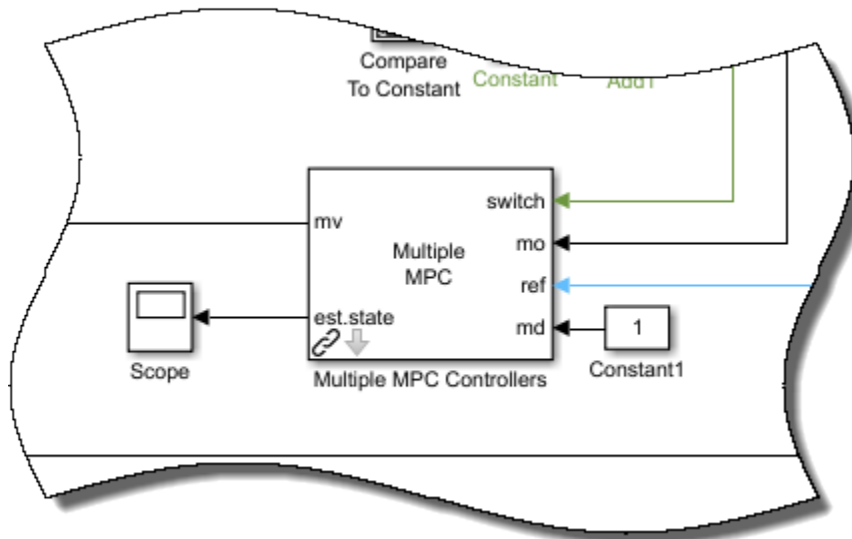 Compare
To Constant
Constant
Add1
switch
mv
mo
Multiple
MPC
ref
est.state
md
1
Scope
Multiple MPC Controllers
Constant1